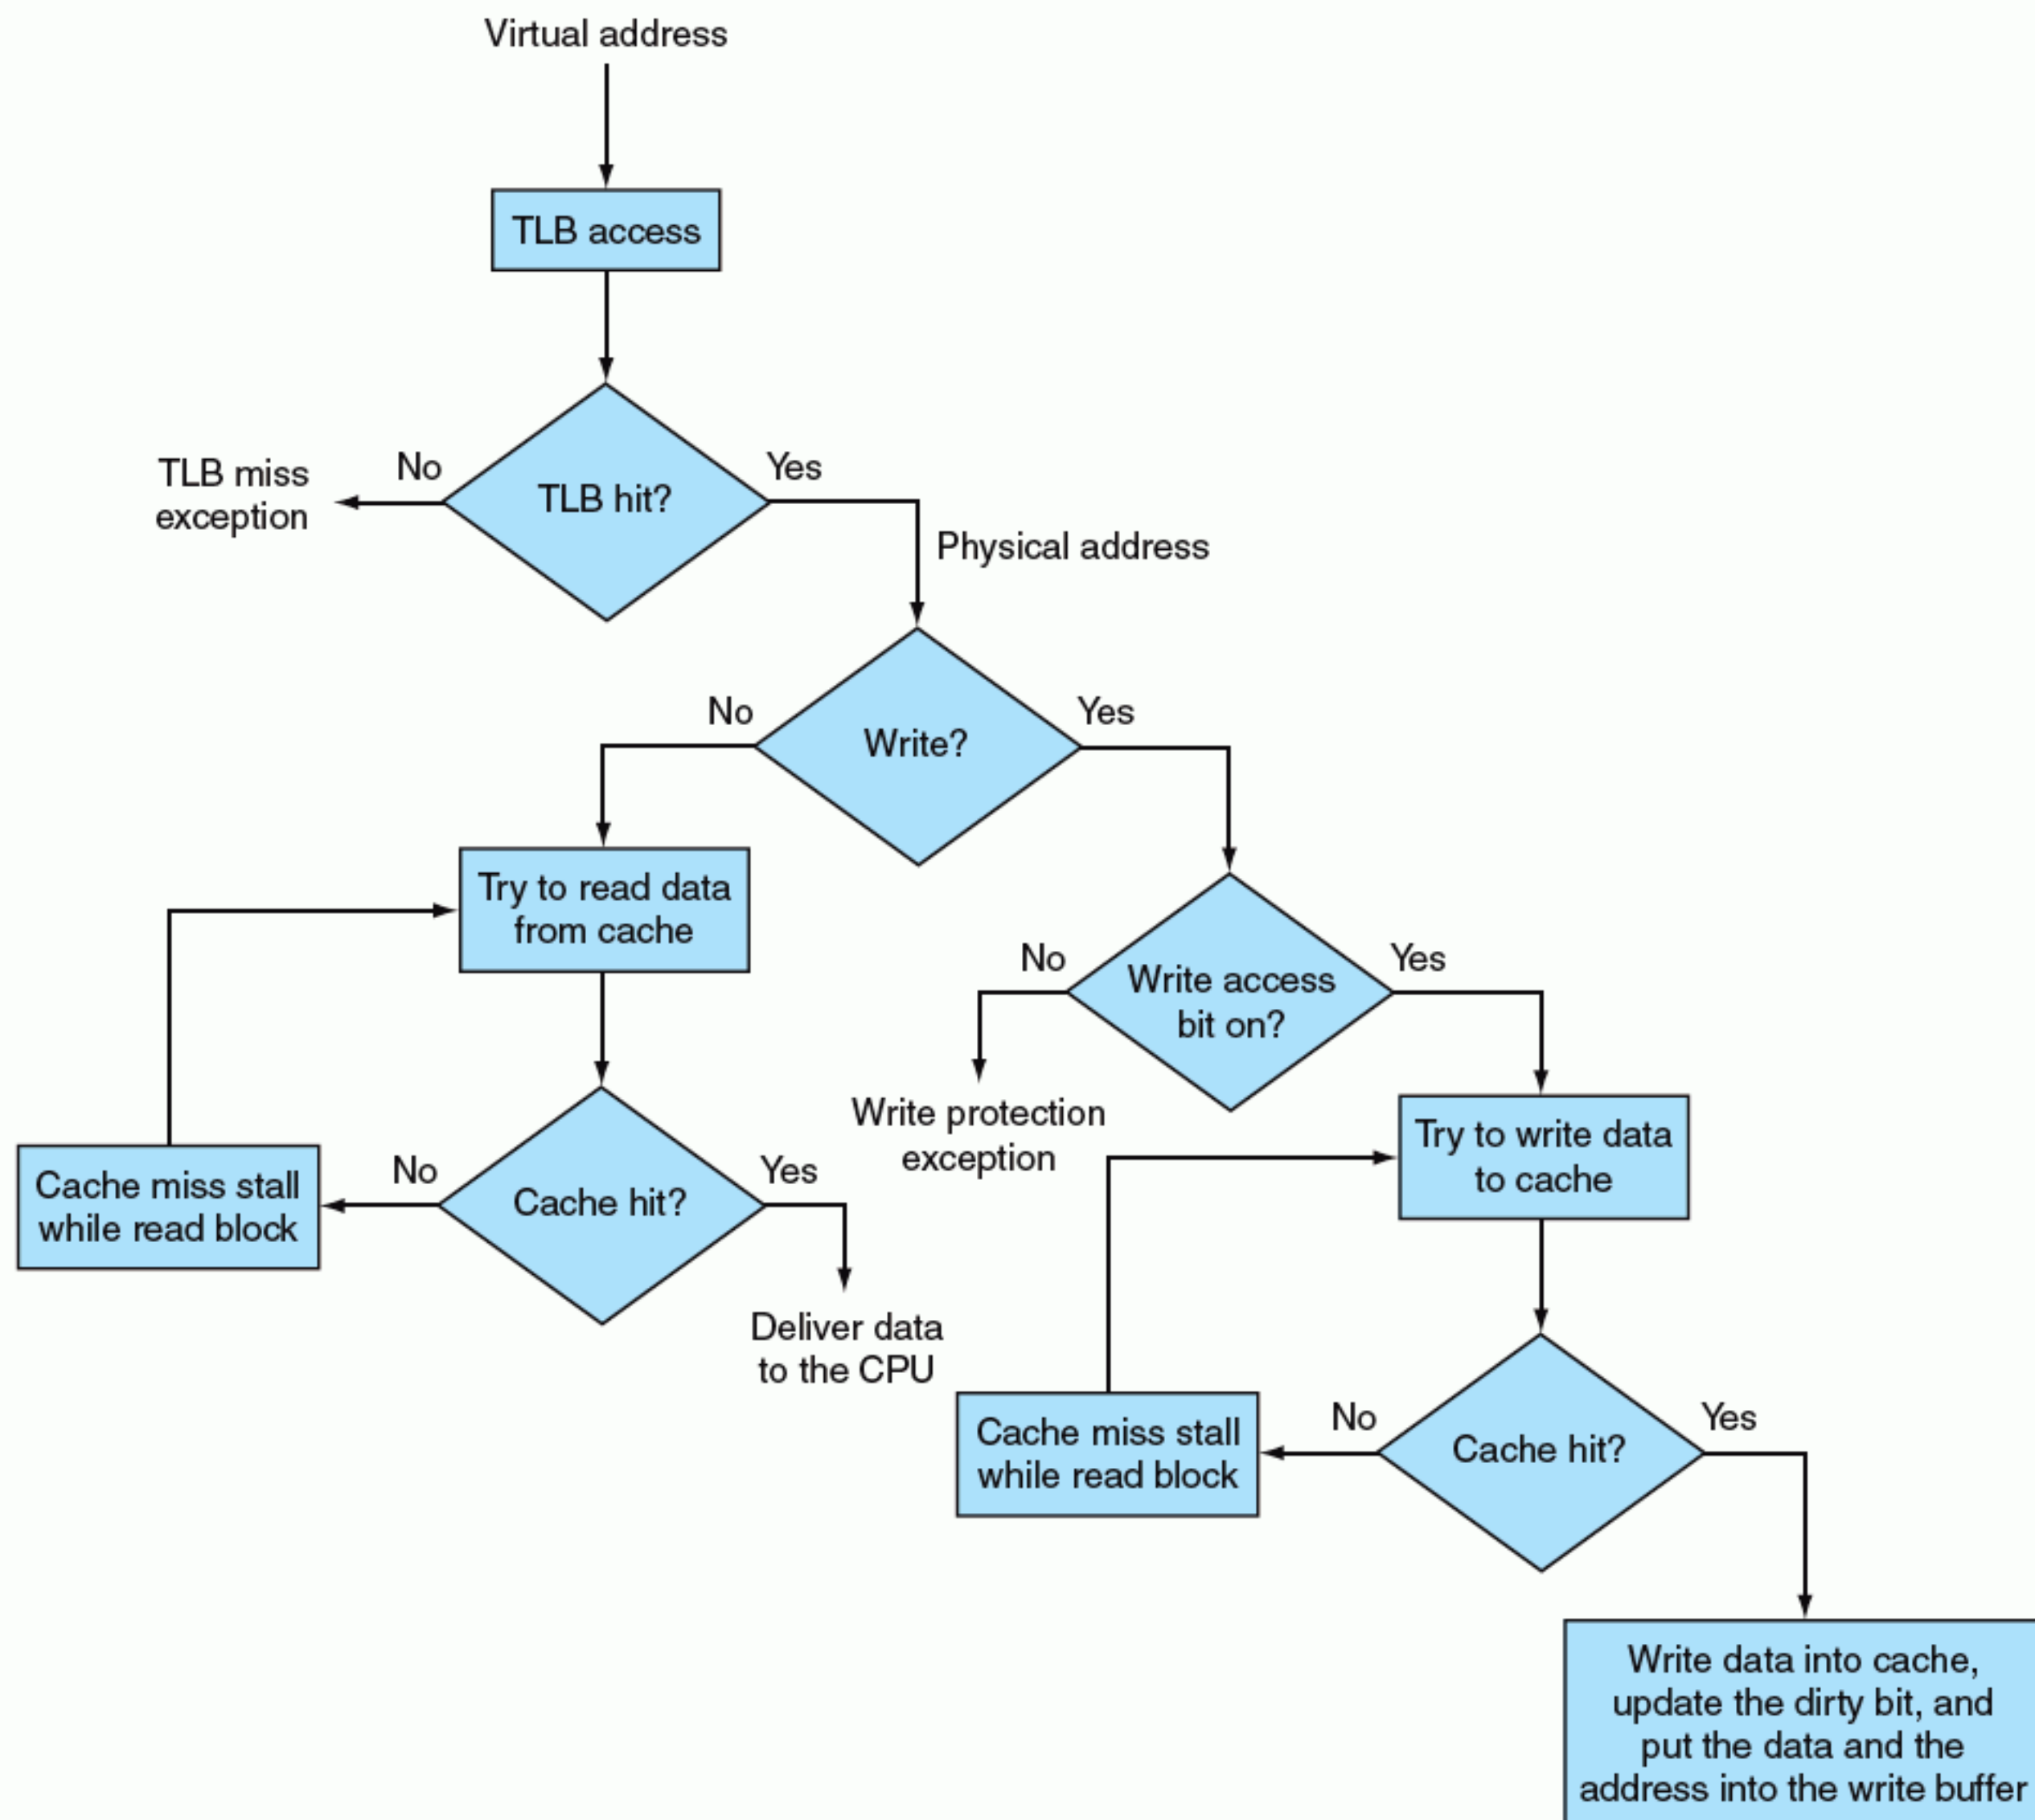 Virtual address
TLB access
No
Yes
TLB miss
exception
TLB hit?
Physical address
No
Yes
Write?
Try to read data
from cache
No
Yes
Write access
bit on?
Write protection
exception
Try to write data
to cache
No
Yes
Cache miss stall
while read block
Cache hit?
Deliver data
to the CPU
No
Yes
Cache miss stall
while read block
Cache hit?
Write data into cache,
update the dirty bit, and
put the data and the
address into the write buffer